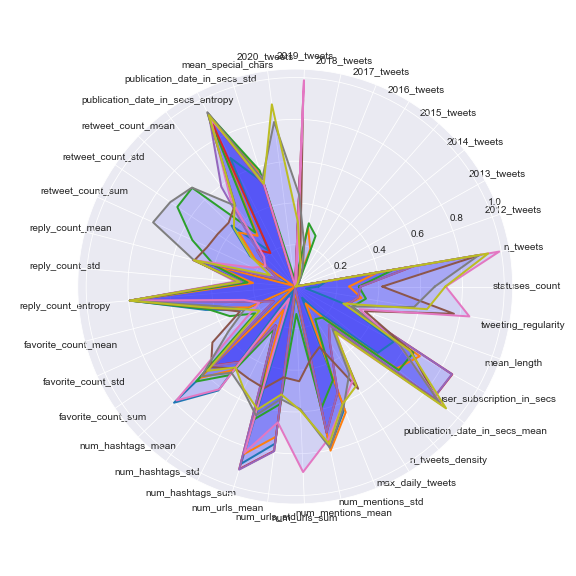 2020_tweets
2019_tweets
2018_tweets
mean_special_chars
2017_tweets
publication_date_in_secs_std
2016_tweets
publication_date_in_secs_entropy
2015_tweets
retweet_count_mean
2014_tweets
retweet_count_std
2013_tweets
retweet_count_sum
1.0
2012_tweets
reply_count_mean
0.8
0.6
0.4
n_tweets
reply_count_std
0.2
statuses_count
reply_count_entropy
tweeting_regularity
favorite_count_mean
mean_length
favorite_count_std
user_subscription_in_secs
favorite_count_sum
publication_date_in_secs_mean
num_hashtags_mean
n_tweets_density
num_hashtags_std
max_daily_tweets
num_hashtags_sum
num_mentions_std
num_urls_mean
num_mentions_mean
num_urls_std
num_urls_sum